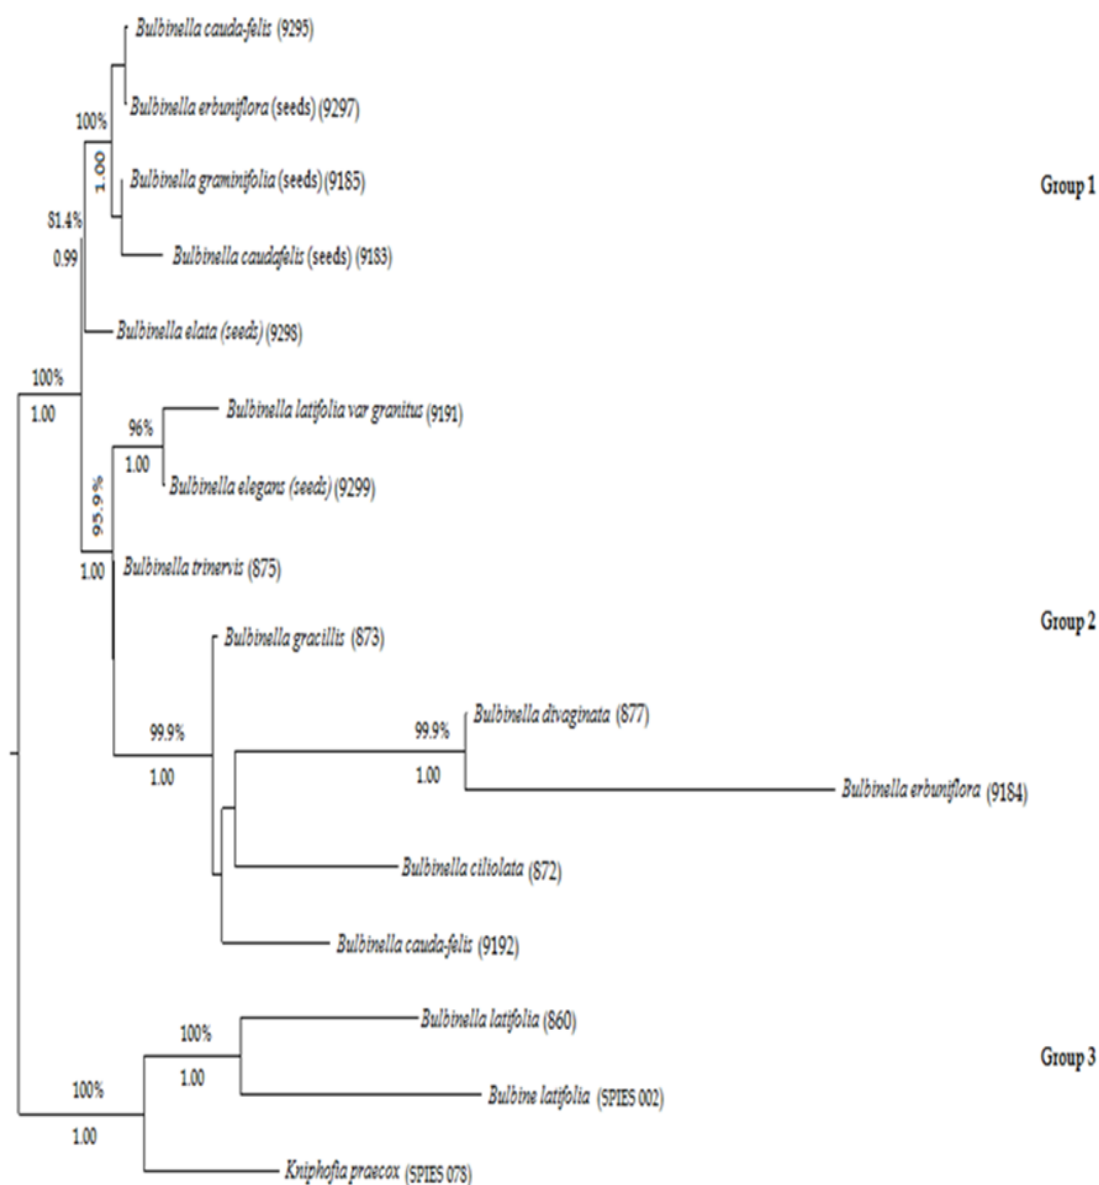 Bulbinella cauda-felis (9295)
Bulbinella erbuniflora (seeds) (9297)
100%
1.00
Bulbinella graminifolia (seeds) (9185)
Group 1
81.4%
0.99
Bulbinella caudafelis (seeds) (9183)
Bulbinella elata (seeds) (9298)
100%
1.00
Bulbinella latifolia var granitus (9191)
96%
1.00
Bulbinella elegans (seeds) (9299)
95.9%
1.00
Bulbinella trinervis (875)
Group 2
Bulbinella gracillis (873)
99.9%
1.00
Bulbinella divaginata (877)
99.9%
1.00
Bulbinella erbuniflora (9184)
Bulbinella ciliolata (872)
Bulbinella cauda-felis (9192)
Bulbinella latifolia (860)
100%
1.00
Group 3
Bulbine latifolia (SPIES 002)
100%
1.00
Kniphofia praecox (SPIES 078)